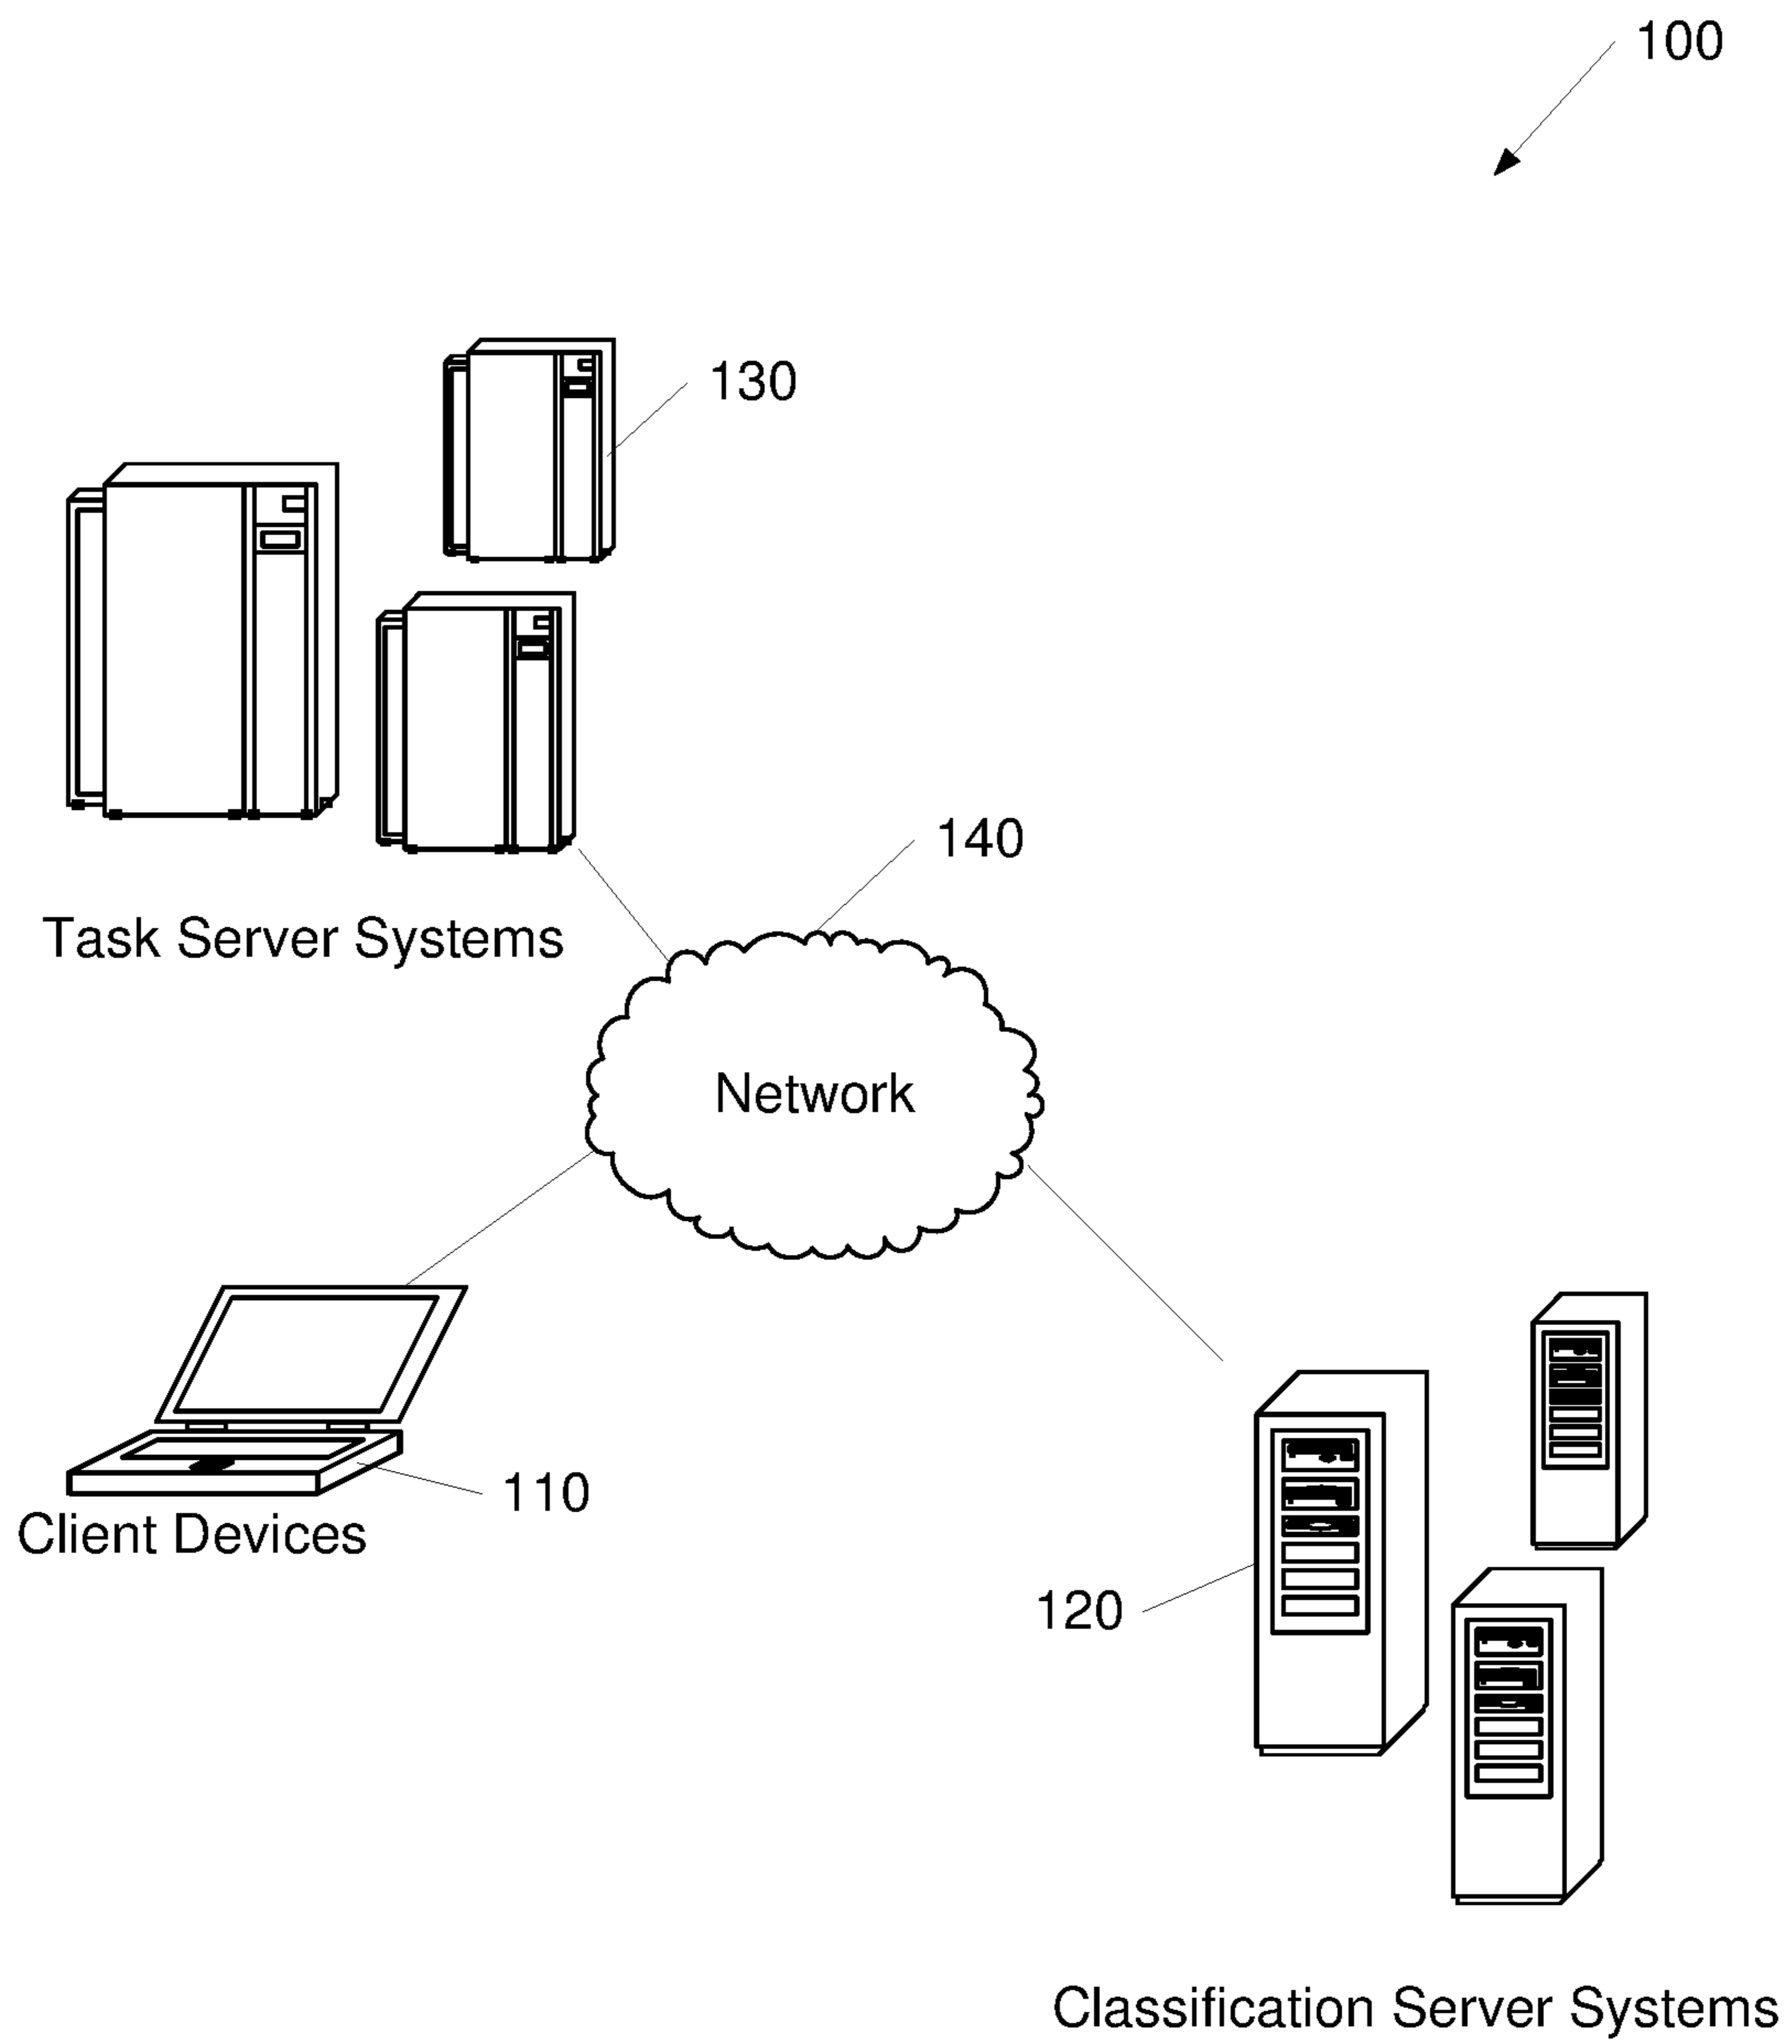 100
130
140
Task Server Systems
Network
110
Client Devices
120
Classification Server Systems